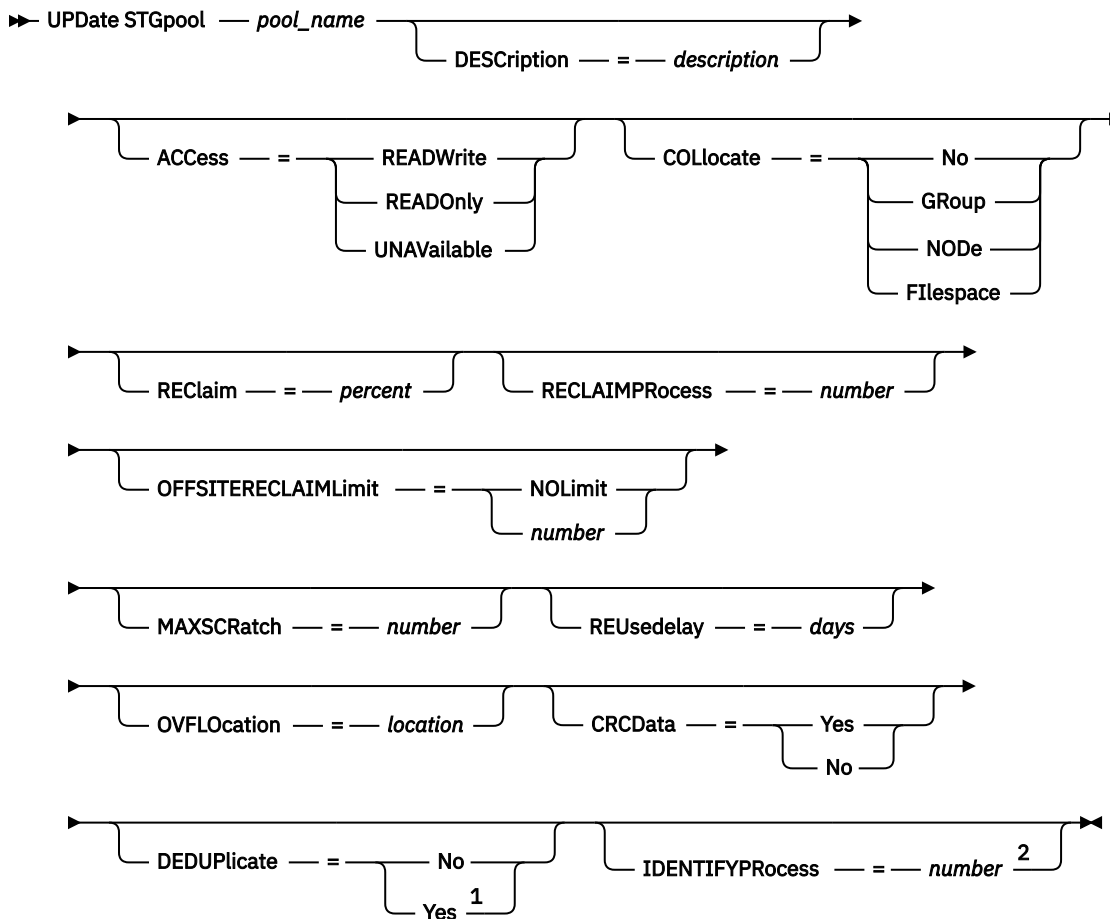 UPDate STGpool — pool_name
DESCription — = — description
ACCess — = — READWrite
READOnly
UNAVailable
COLlocate — = — No
GRoup
NODe
FIlespace
REClaim — = — percent
RECLAIMPRocess — = — number
OFFSITERECLAIMLimit — = — NOLimit
number
MAXSCRatch — = — number
REUsedelay — = — days
OVFLOcation — = — location
CRCData — = — Yes
No
DEDUPlicate — = — No
Yes 1
IDENTIFYPRocess — = — number 2